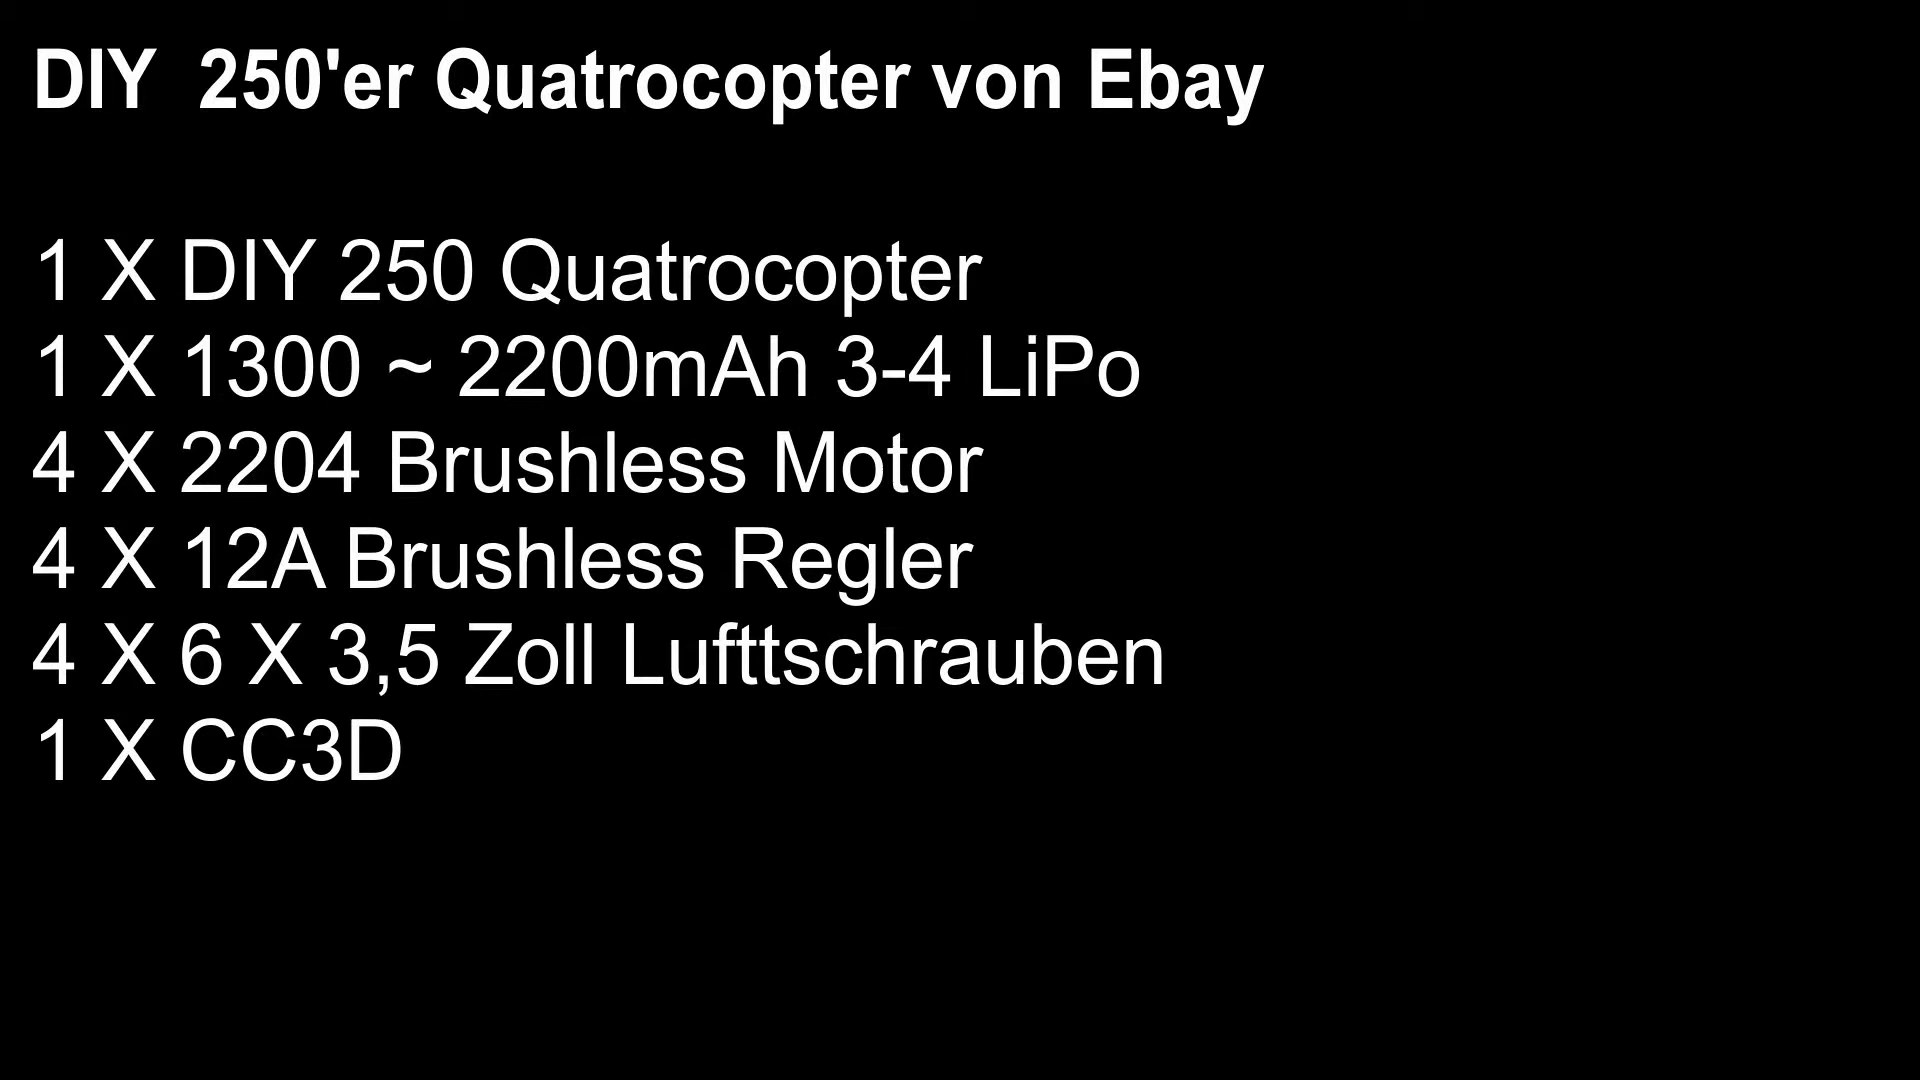 DIY  250'er Quatrocopter von Ebay
1 X DIY 250 Quatrocopter
1 X 1300 ~ 2200mAh 3-4 LiPo
4 X 2204 Brushless Motor
4 X 12A Brushless Regler
4 X 6 X 3,5 Zoll Lufttschrauben
1 X CC3D